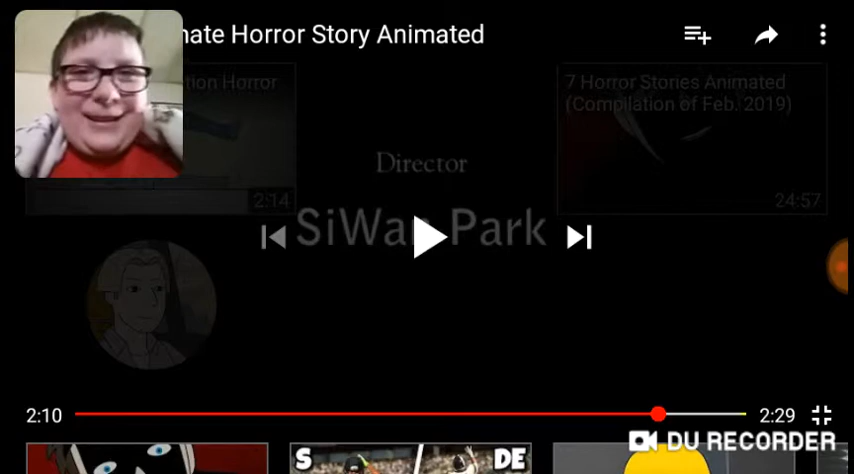 nate Horror Story Animated
tion Horror
7 Horror Stories Animated
(Compilation of Feb. 2019)
Director
2:14
24:57
SiWan Park
2:10
2:29
DU RECORDER
S
DE